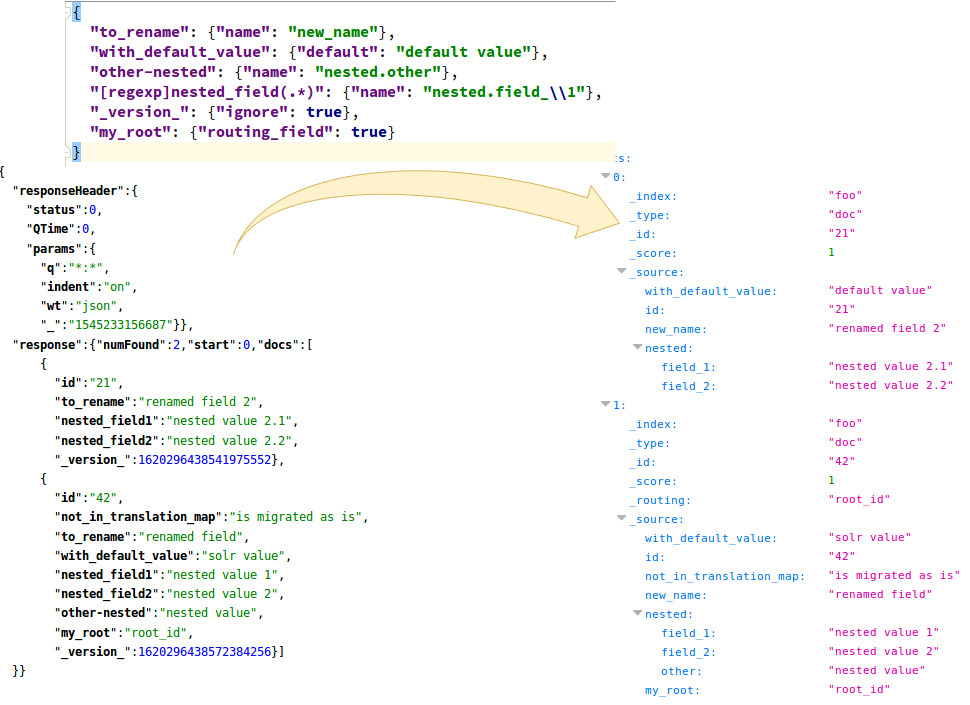 {
"to_rename": {"name": "new_name"},
"with_default_value": {"default": "default value"},
"other-nested": {"name": "nested.other"},
"[regexp]nested_field(.*)": {"name": "nested.field_\\1"},
"_version_": {"ignore": true},
"my_root": {"routing_field": true}
}
{
"responseHeader":{
"status":0,
"QTime":0,
"params":{
"q":"*:*",
"indent":"on",
"wt":"json",
"_":"1545233156687"}},
"response":{"numFound":2,"start":0,"docs":[
{
"id":"21",
"to_rename":"renamed field 2",
"nested_field1":"nested value 2.1",
"nested_field2":"nested value 2.2",
"_version_":1620296438541975552},
{
"id":"42",
"not_in_translation_map":"is migrated as is",
"to_rename":"renamed field",
"with_default_value":"solr value",
"nested_field1":"nested value 1",
"nested_field2":"nested value 2",
"other-nested":"nested value",
"my_root":"root_id",
"_version_":1620296438572384256}]
}}
ts:
0:
_index: "foo"
_type: "doc"
_id: "21"
_score: 1
_source:
with_default_value: "default value"
id: "21"
new_name: "renamed field 2"
nested:
field_1: "nested value 2.1"
field_2: "nested value 2.2"
1:
_index: "foo"
_type: "doc"
_id: "42"
_score: 1
_routing: "root_id"
_source:
with_default_value: "solr value"
id: "42"
not_in_translation_map: "is migrated as is"
new_name: "renamed field"
nested:
field_1: "nested value 1"
field_2: "nested value 2"
other: "nested value"
my_root: "root_id"